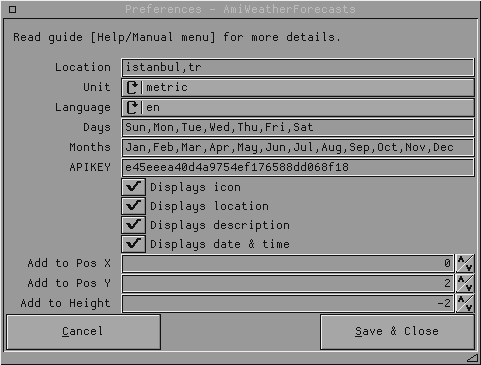 Preferences - AmiWeatherForecasts
Read guide [Help/Manual menu] for more details.
Location istanbul,tr
Unit metric
Language en
Days Sun,Mon,Tue,Wed,Thu,Fri,Sat
Months Jan,Feb,Mar,Apr,May,Jun,Jul,Aug,Sep,Oct,Nov,Dec
APIKEY e45eeea40d4a9754ef176588dd068f18
Displays icon
Displays location
Displays description
Displays date & time
Add to Pos X 0
Add to Pos Y 2
Add to Height -2
Cancel Save & Close